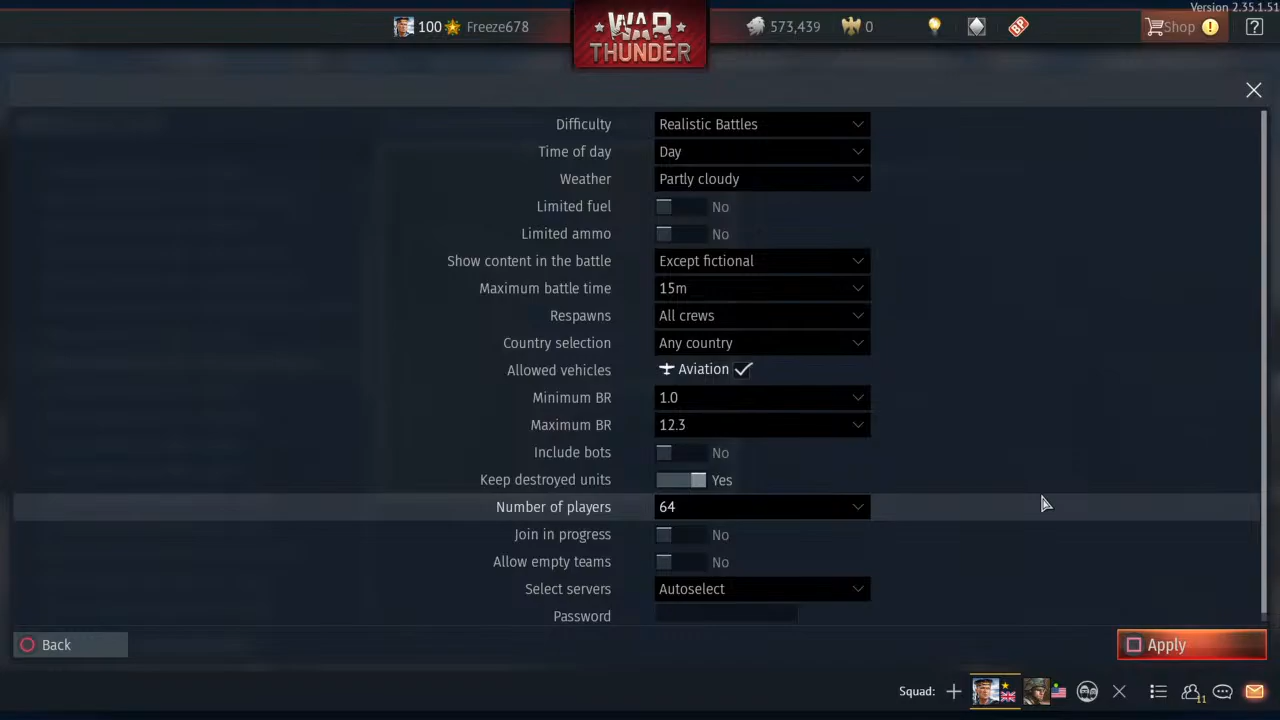 Version 2.35.1.51
100 Freeze678
WAR
THUNDER
573,439
0
BP
Shop !
?
Difficulty Realistic Battles
Time of day Day
Weather Partly cloudy
Limited fuel No
Limited ammo No
Show content in the battle Except fictional
Maximum battle time 15m
Respawns All crews
Country selection Any country
Allowed vehicles Aviation
Minimum BR 1.0
Maximum BR 12.3
Include bots No
Keep destroyed units Yes
Number of players 64
Join in progress No
Allow empty teams No
Select servers Autoselect
Password
Back
Apply
Squad:
11